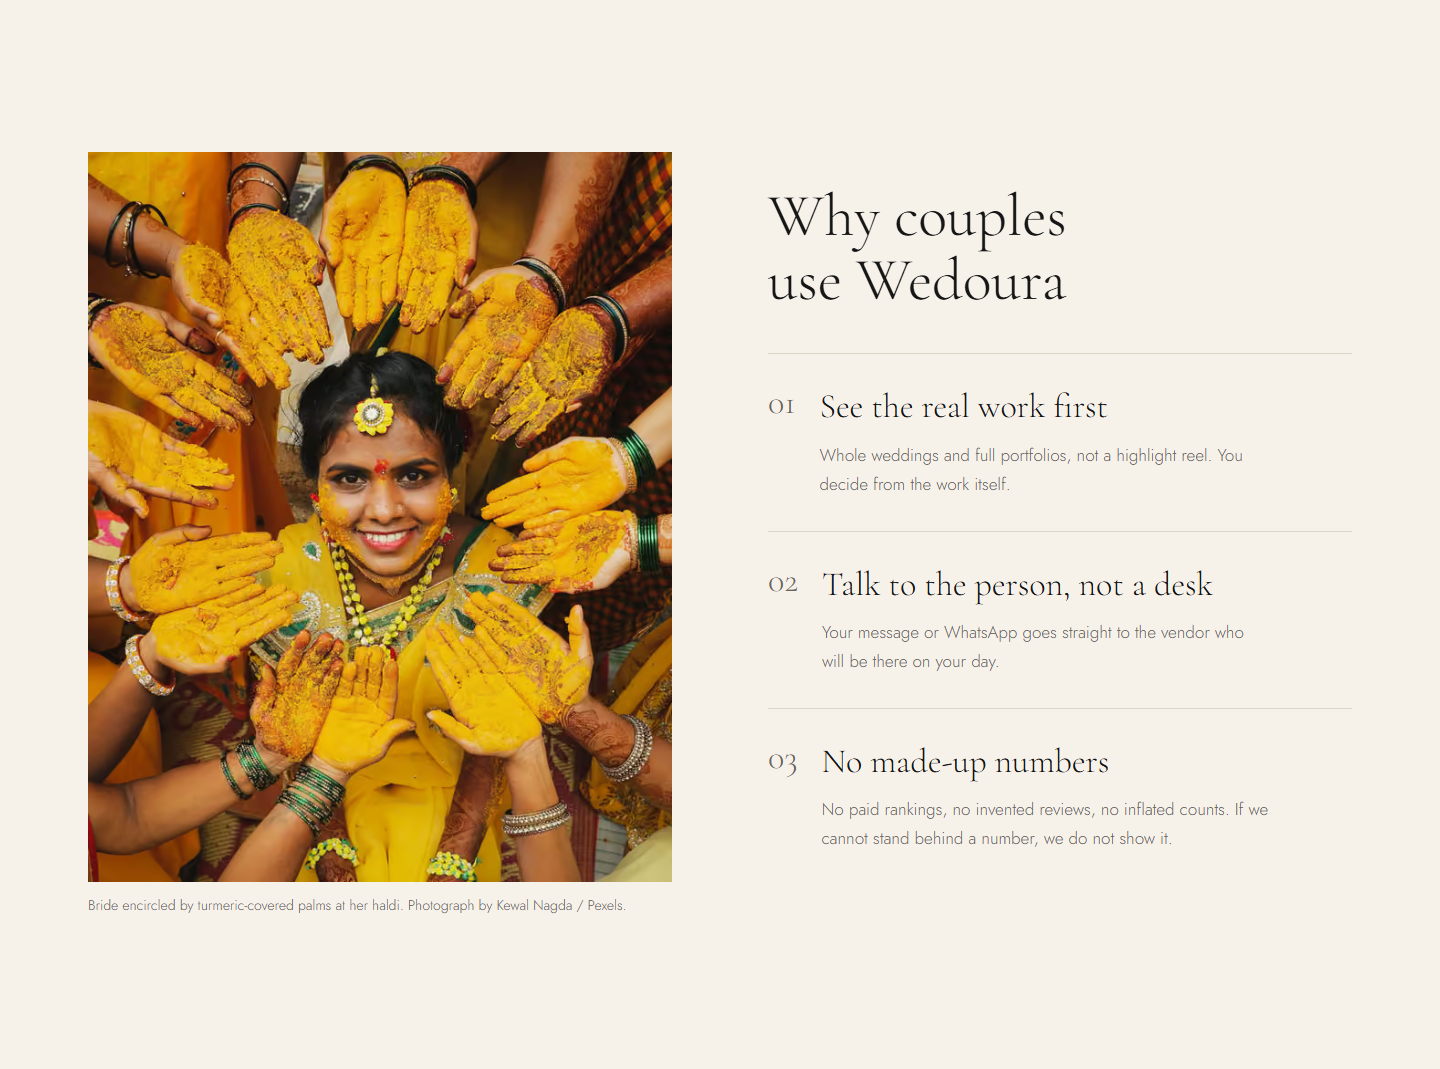 Why couples
use Wedoura
01 See the real work first
Whole weddings and full portfolios, not a highlight reel. You
decide from the work itself.
02 Talk to the person, not a desk
Your message or WhatsApp goes straight to the vendor who
will be there on your day.
03 No made-up numbers
No paid rankings, no invented reviews, no inflated counts. If we
cannot stand behind a number, we do not show it.
Bride encircled by turmeric-covered palms at her haldi. Photograph by Kewal Nagda / Pexels.